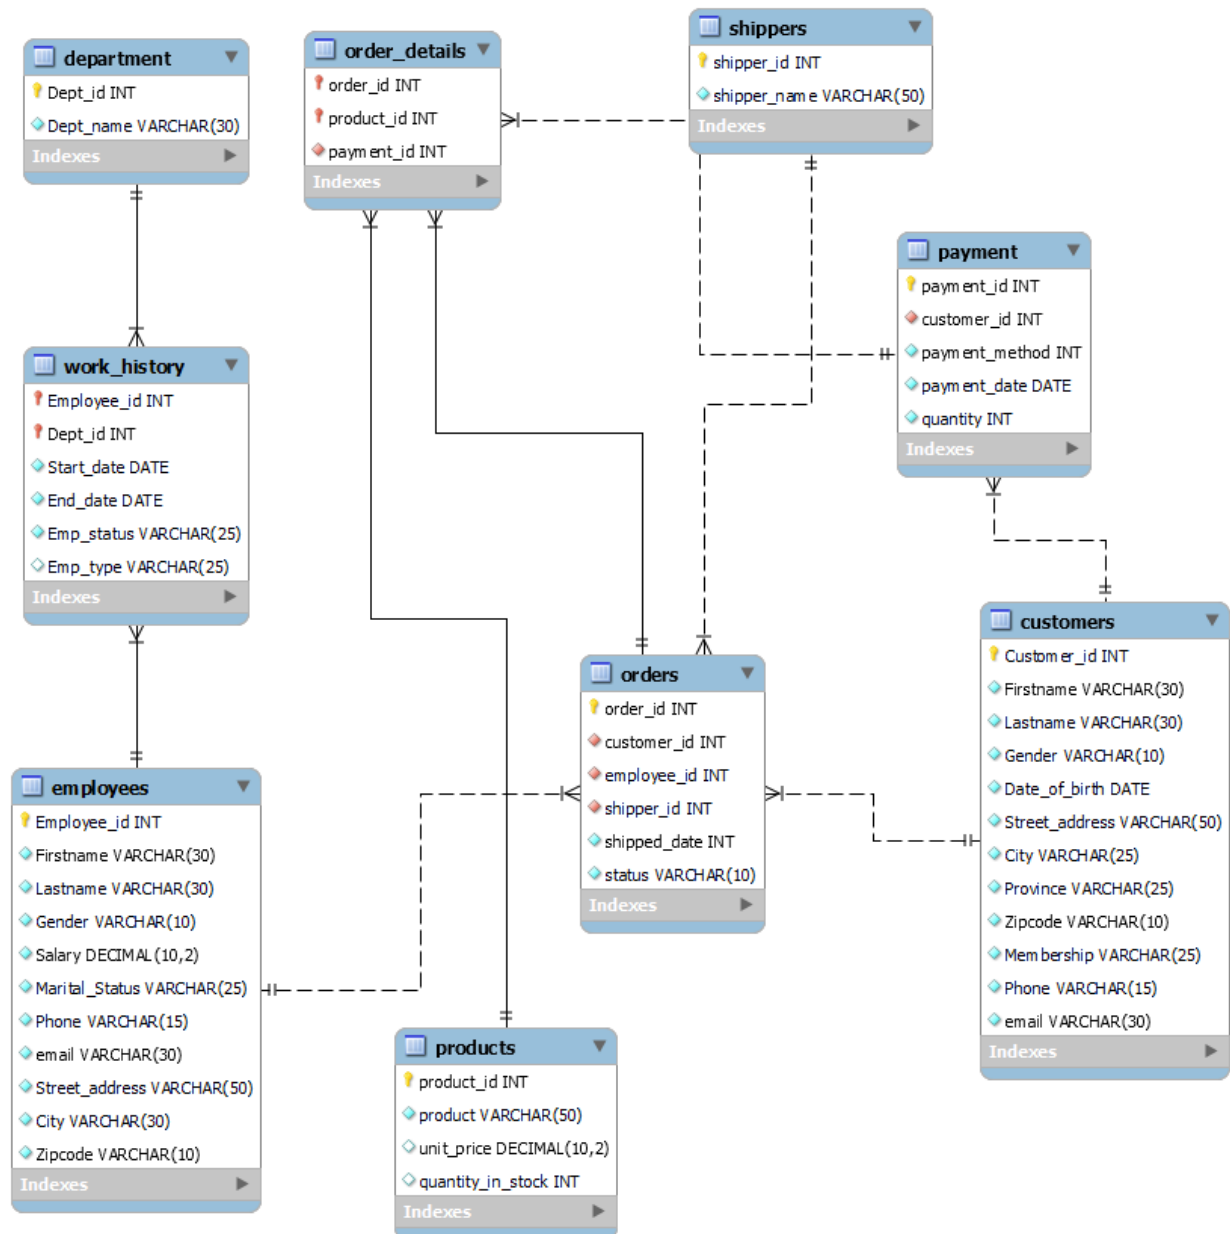 department
Dept_id INT
Dept_name VARCHAR(30)
Indexes
order_details
order_id INT
product_id INT
payment_id INT
Indexes
shippers
shipper_id INT
shipper_name VARCHAR(50)
Indexes
payment
payment_id INT
customer_id INT
payment_method INT
payment_date DATE
quantity INT
Indexes
work_history
Employee_id INT
Dept_id INT
Start_date DATE
End_date DATE
Emp_status VARCHAR(25)
Emp_type VARCHAR(25)
Indexes
customers
Customer_id INT
Firstname VARCHAR(30)
Lastname VARCHAR(30)
Gender VARCHAR(10)
Date_of_birth DATE
Street_address VARCHAR(50)
City VARCHAR(25)
Province VARCHAR(25)
Zipcode VARCHAR(10)
Membership VARCHAR(25)
Phone VARCHAR(15)
email VARCHAR(30)
Indexes
orders
order_id INT
customer_id INT
employee_id INT
shipper_id INT
shipped_date INT
status VARCHAR(10)
Indexes
employees
Employee_id INT
Firstname VARCHAR(30)
Lastname VARCHAR(30)
Gender VARCHAR(10)
Salary DECIMAL(10,2)
Marital_Status VARCHAR(25)
Phone VARCHAR(15)
email VARCHAR(30)
Street_address VARCHAR(50)
City VARCHAR(30)
Zipcode VARCHAR(10)
Indexes
products
product_id INT
product VARCHAR(50)
unit_price DECIMAL(10,2)
quantity_in_stock INT
Indexes